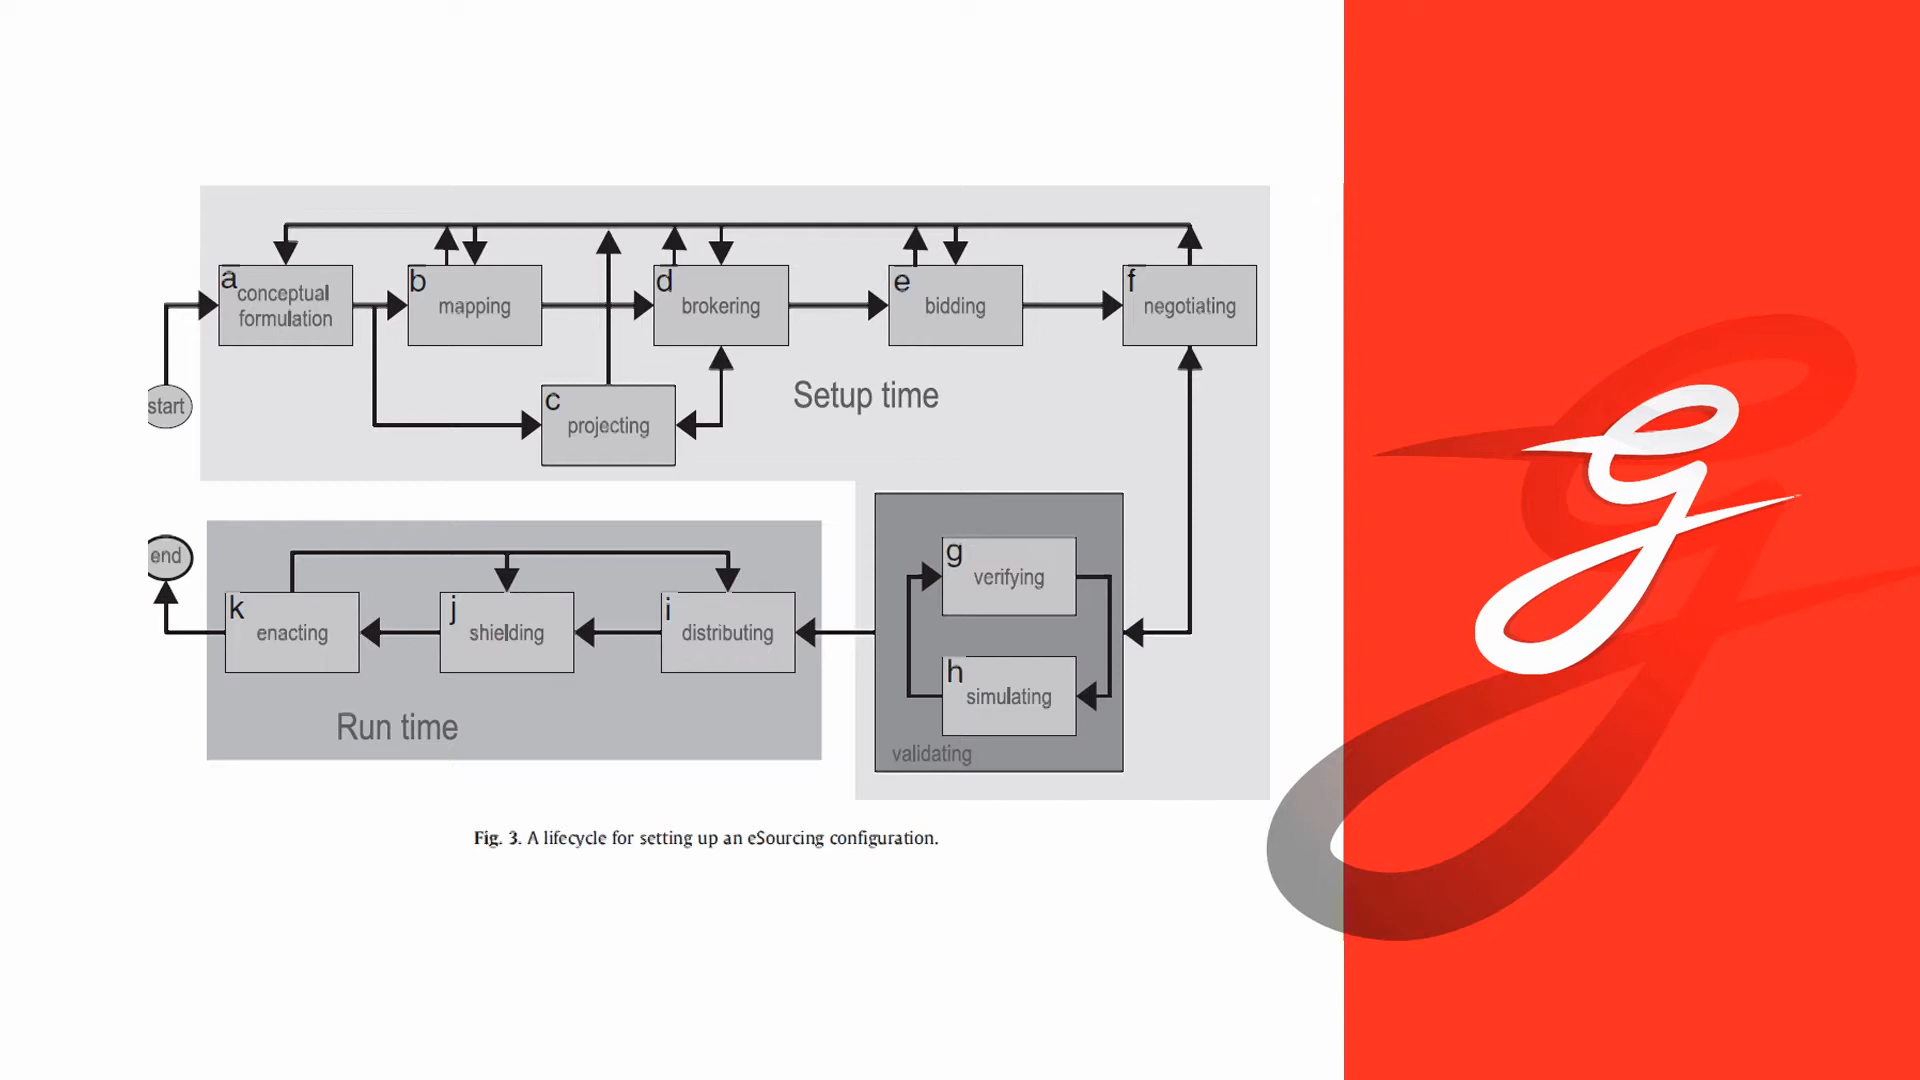 a
conceptual
formulation
b
mapping
d
brokering
e
bidding
f
negotiating
start
c
projecting
Setup time
end
k
enacting
j
shielding
i
distributing
g
verifying
h
simulating
validating
Run time
Fig. 3. A lifecycle for setting up an eSourcing configuration.